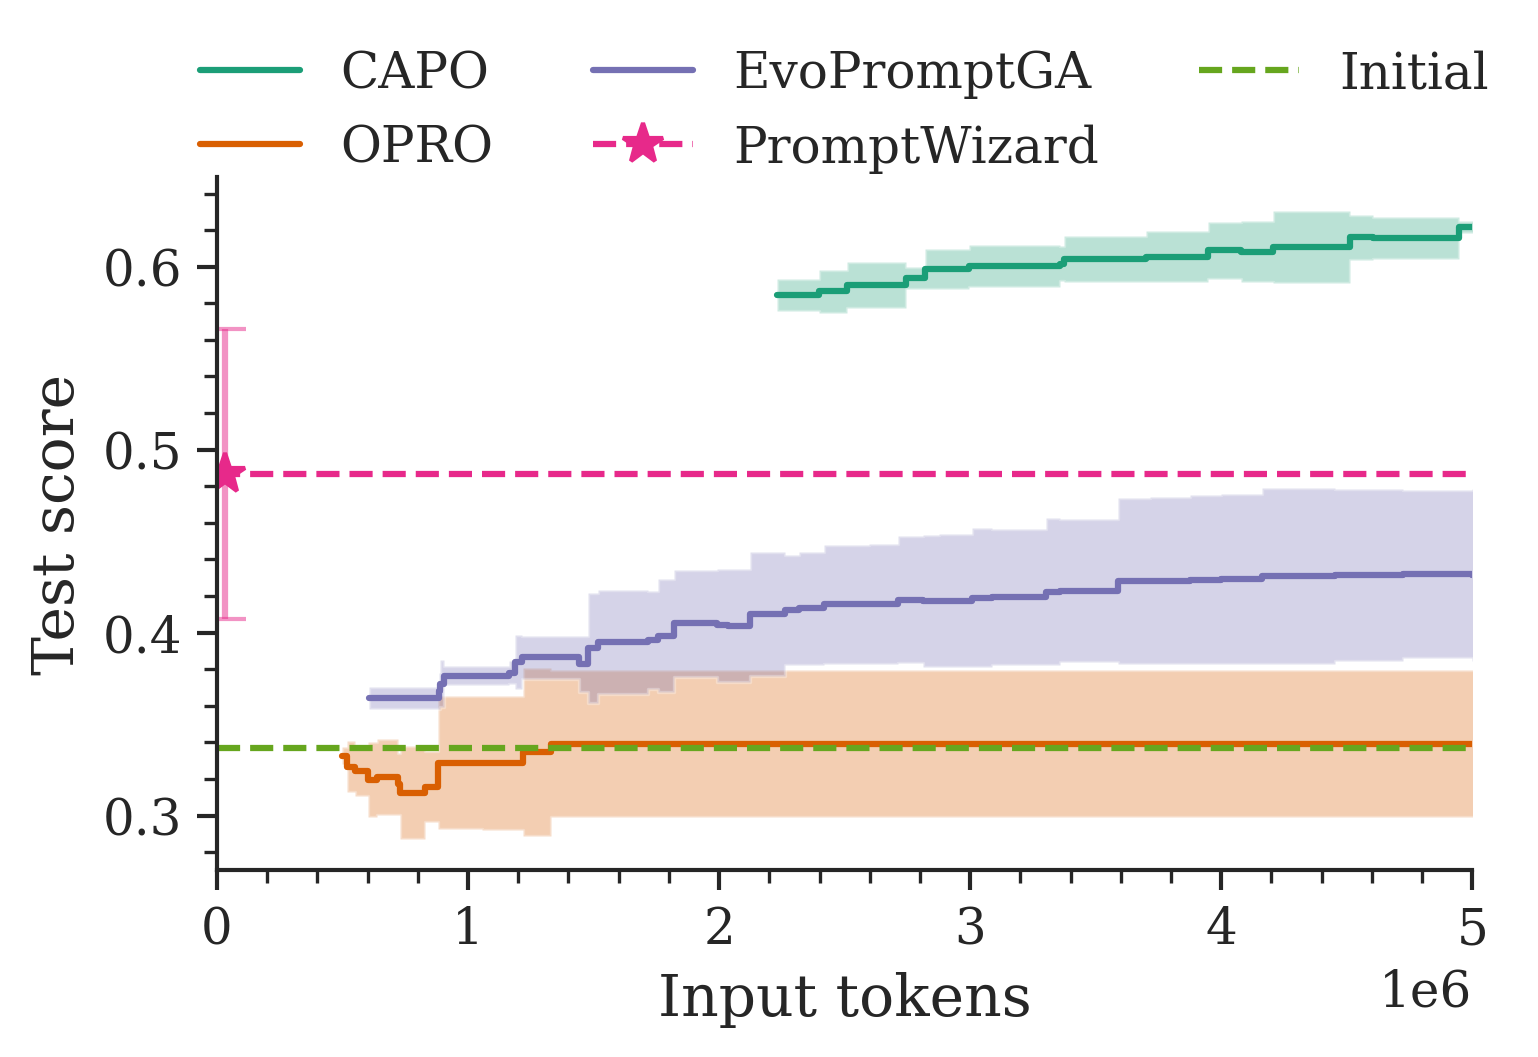 CAPO EvoPromptGA Initial
OPRO PromptWizard
0.6
0.5
0.4
0.3
Test score
0 1 2 3 4 5
1e6
Input tokens